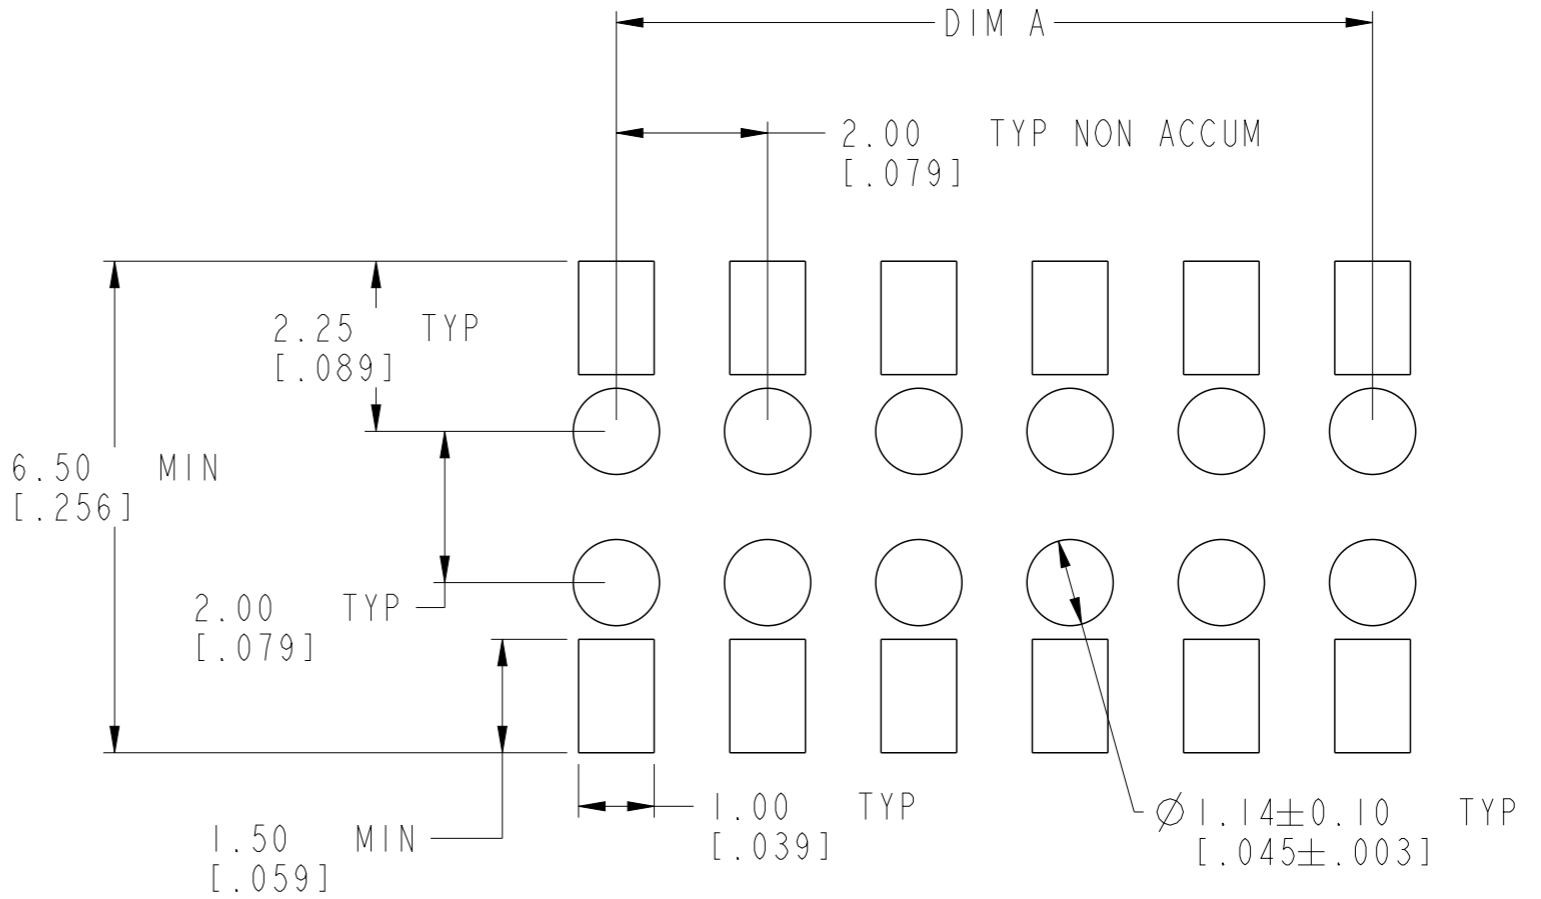 DIM A
2.00 TYP NON ACCUM
[.079]
2.25 TYP
[.089]
6.50 MIN
[.256]
2.00 TYP
[.079]
1.50 MIN
[.059]
1.00 TYP
[.039]
Ø1.14±0.10 TYP
[.045±.003]